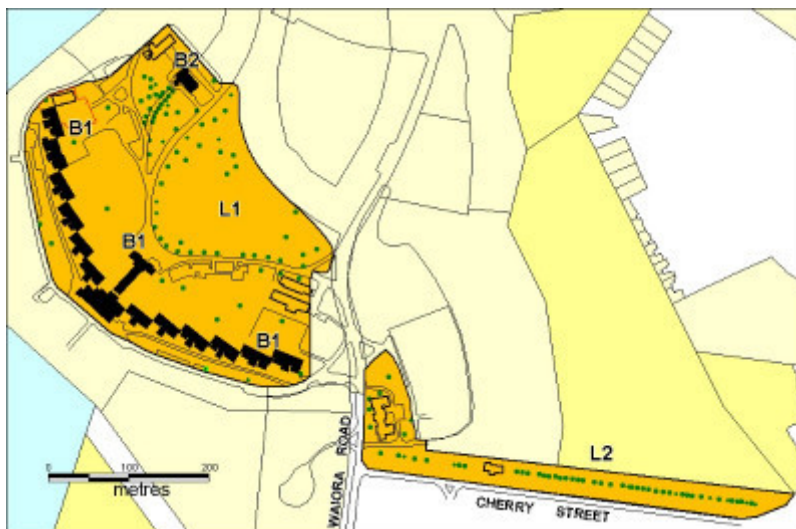 B2
B1
L1
B1
B1
L2
0 100 200
metres
WAIORA ROAD
CHERRY STREET